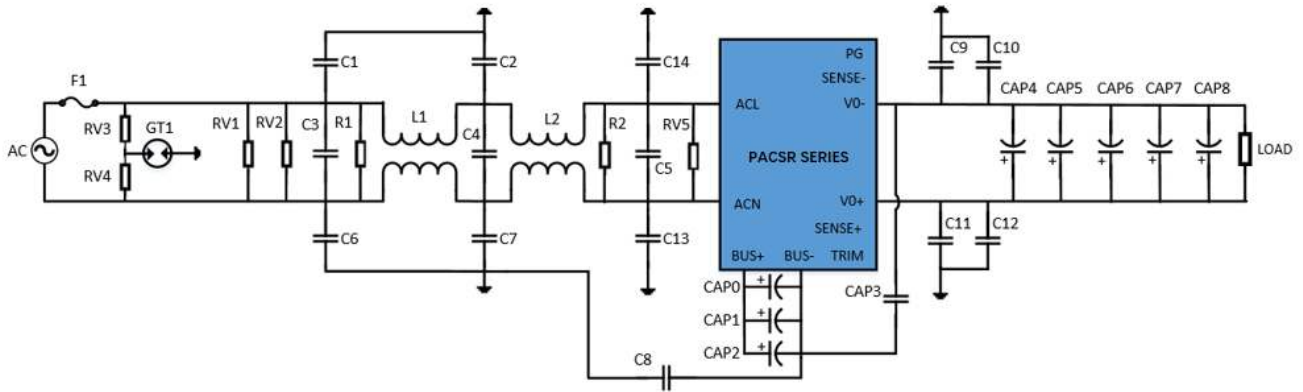 PG
C9
C10
C1
C2
C14
SENSE-
F1
CAP4
CAP5
CAP6
CAP7
CAP8
ACL
V0-
RV3
GT1
RV1
RV2
C3
R1
L1
C4
L2
R2
RV5
AC
PACSR SERIES
LOAD
RV4
C5
ACN
V0+
SENSE+
C6
C7
C13
C11
C12
BUS+
BUS-
TRIM
CAP0
CAP3
CAP1
CAP2
C8
+
+
+
+
+
+
+
+